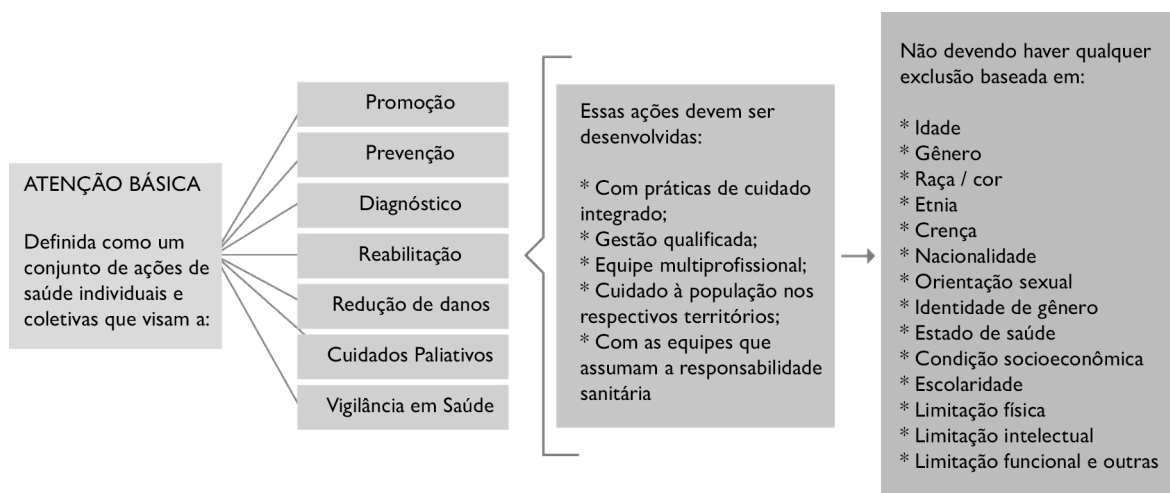 ATENÇÃO BÁSICA
Definida como um
conjunto de ações de
saúde individuais e
coletivas que visam a:
Promoção
Prevenção
Diagnóstico
Reabilitação
Redução de danos
Cuidados Paliativos
Vigilância em Saúde
Essas ações devem ser
desenvolvidas:
* Com práticas de cuidado
integrado;
* Gestão qualificada;
* Equipe multiprofissional;
* Cuidado à população nos
respectivos territórios;
* Com as equipes que
assumam a responsabilidade
sanitária
Não devendo haver qualquer
exclusão baseada em:
* Idade
* Gênero
* Raça / cor
* Etnia
* Crença
* Nacionalidade
* Orientação sexual
* Identidade de gênero
* Estado de saúde
* Condição socioeconômica
* Escolaridade
* Limitação física
* Limitação intelectual
* Limitação funcional e outras